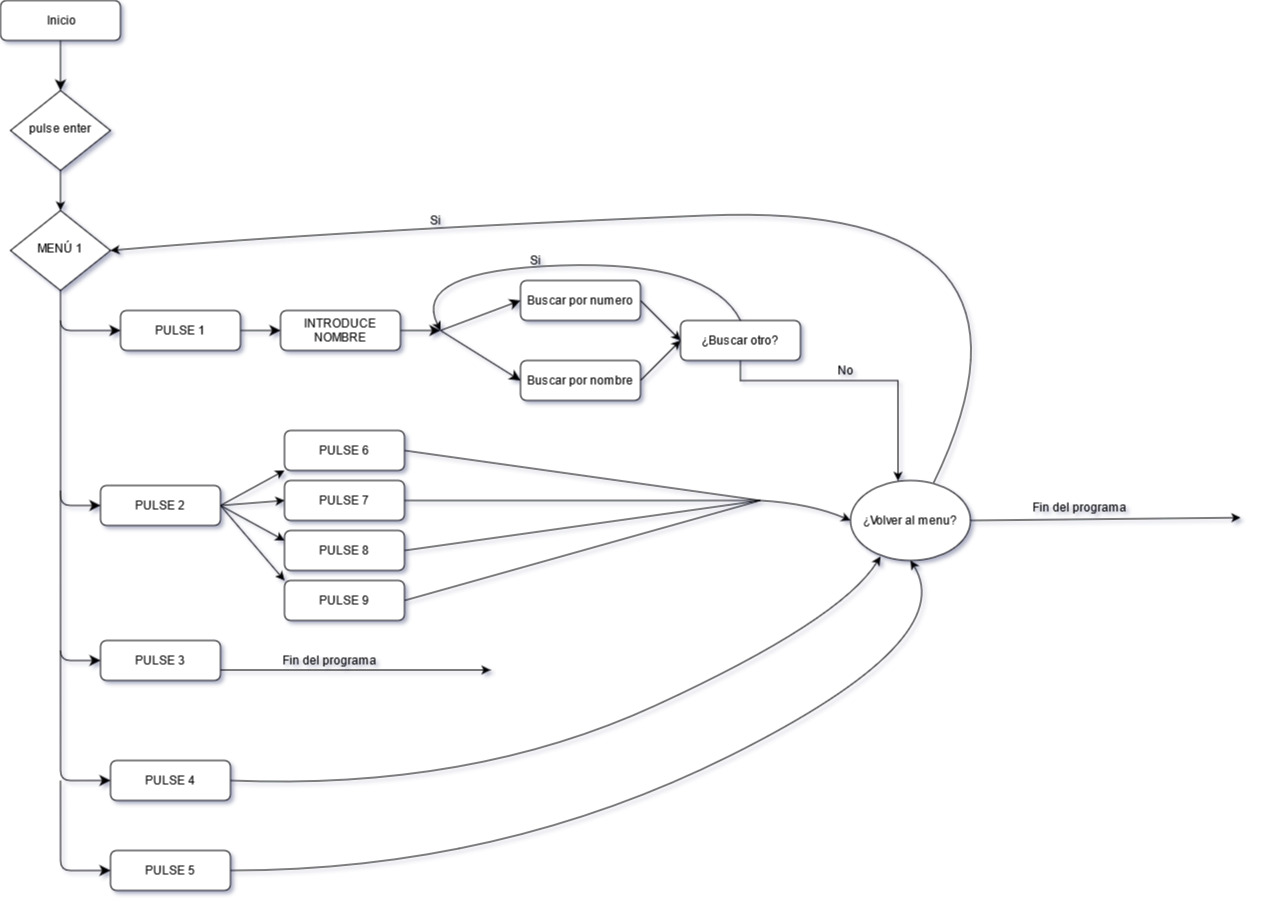 Inicio
pulse enter
MENÚ 1
Si
Si
Buscar por numero
PULSE 1
INTRODUCE
NOMBRE
¿Buscar otro?
Buscar por nombre
No
PULSE 6
PULSE 2
PULSE 7
PULSE 8
PULSE 9
¿Volver al menu?
Fin del programa
PULSE 3
Fin del programa
PULSE 4
PULSE 5